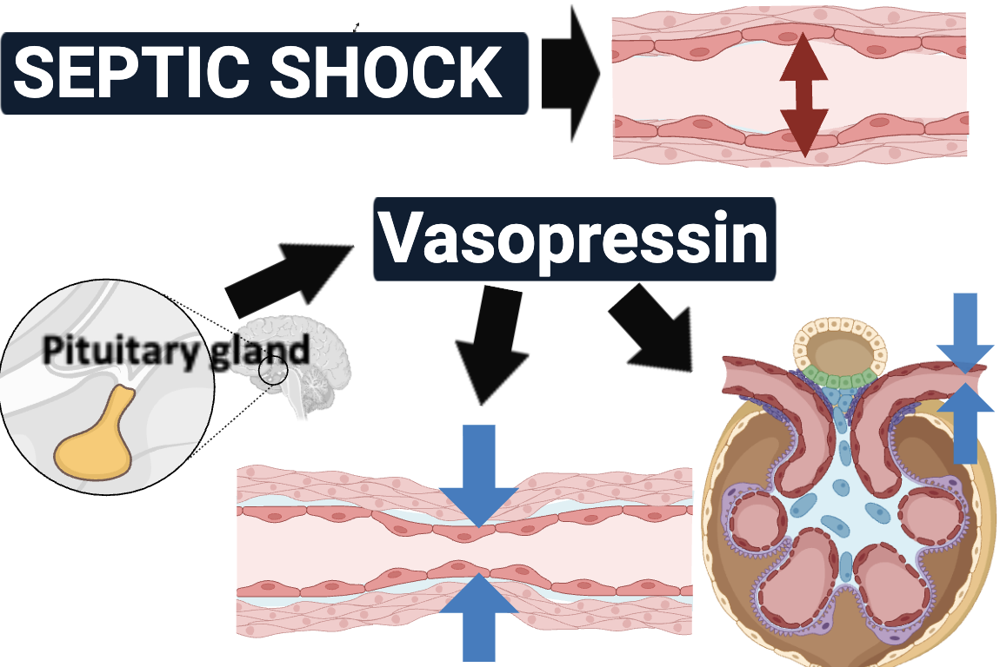 SEPTIC SHOCK
Vasopressin
Pituitary gland